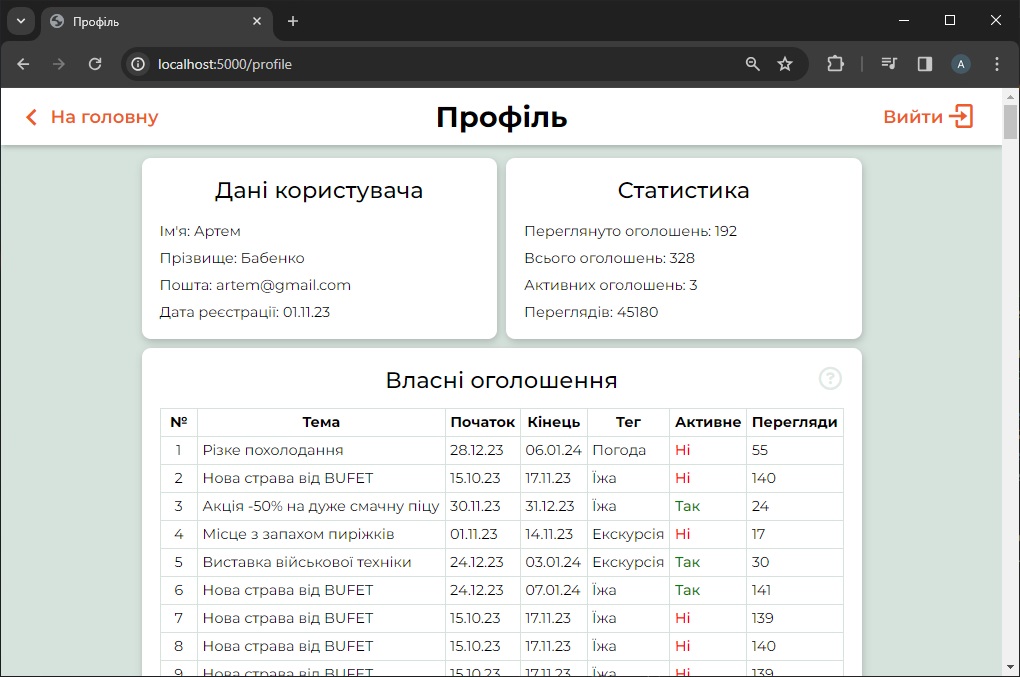 Профіль
localhost:5000/profile
A
На головну
Профіль
Вийти
Дані користувача
Ім'я: Артем
Прізвище: Бабенко
Пошта: artem@gmail.com
Дата реєстрації: 01.11.23
Статистика
Переглянуто оголошень: 192
Всього оголошень: 328
Активних оголошень: 3
Переглядів: 45180
Власні оголошення
?
№ Тема Початок Кінець Тег Активне Перегляди
1 Різке похолодання 28.12.23 06.01.24 Погода Ні 55
2 Нова страва від BUFET 15.10.23 17.11.23 Їжа Ні 140
3 Акція -50% на дуже смачну піцу 30.11.23 31.12.23 Їжа Так 24
4 Місце з запахом пиріжків 01.11.23 14.11.23 Екскурсія Ні 17
5 Виставка військової техніки 24.12.23 03.01.24 Екскурсія Так 30
6 Нова страва від BUFET 24.12.23 07.01.24 Їжа Так 141
7 Нова страва від BUFET 15.10.23 17.11.23 Їжа Ні 139
8 Нова страва від BUFET 15.10.23 17.11.23 Їжа Ні 140
9 Нова страва від BUFET 15.10.23 17.11.23 Їжа Ні 139